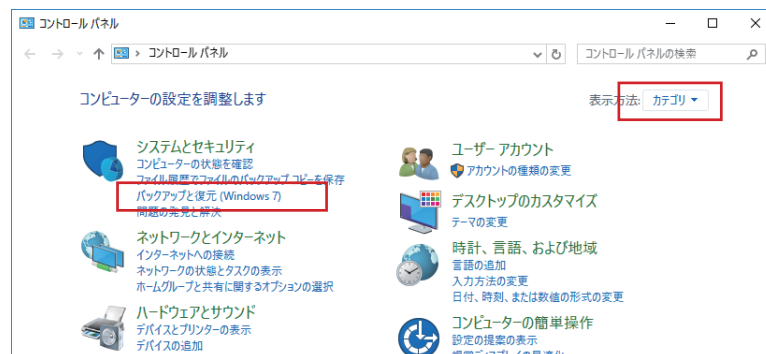 コントロール パネル
コントロール パネル
コントロール パネルの検索
コンピューターの設定を調整します
表示方法: カテゴリ
システムとセキュリティ
コンピューターの状態を確認
ファイル履歴でファイルのバックアップ コピーを保存
バックアップと復元 (Windows 7)
問題の発見と解決
ネットワークとインターネット
インターネットへの接続
ネットワークの状態とタスクの表示
ホームグループと共有に関するオプションの選択
ハードウェアとサウンド
デバイスとプリンターの表示
デバイスの追加
ユーザー アカウント
アカウントの種類の変更
デスクトップのカスタマイズ
テーマの変更
時計、言語、および地域
言語の追加
入力方法の変更
日付、時刻、または数値の形式の変更
コンピューターの簡単操作
設定の提案の表示